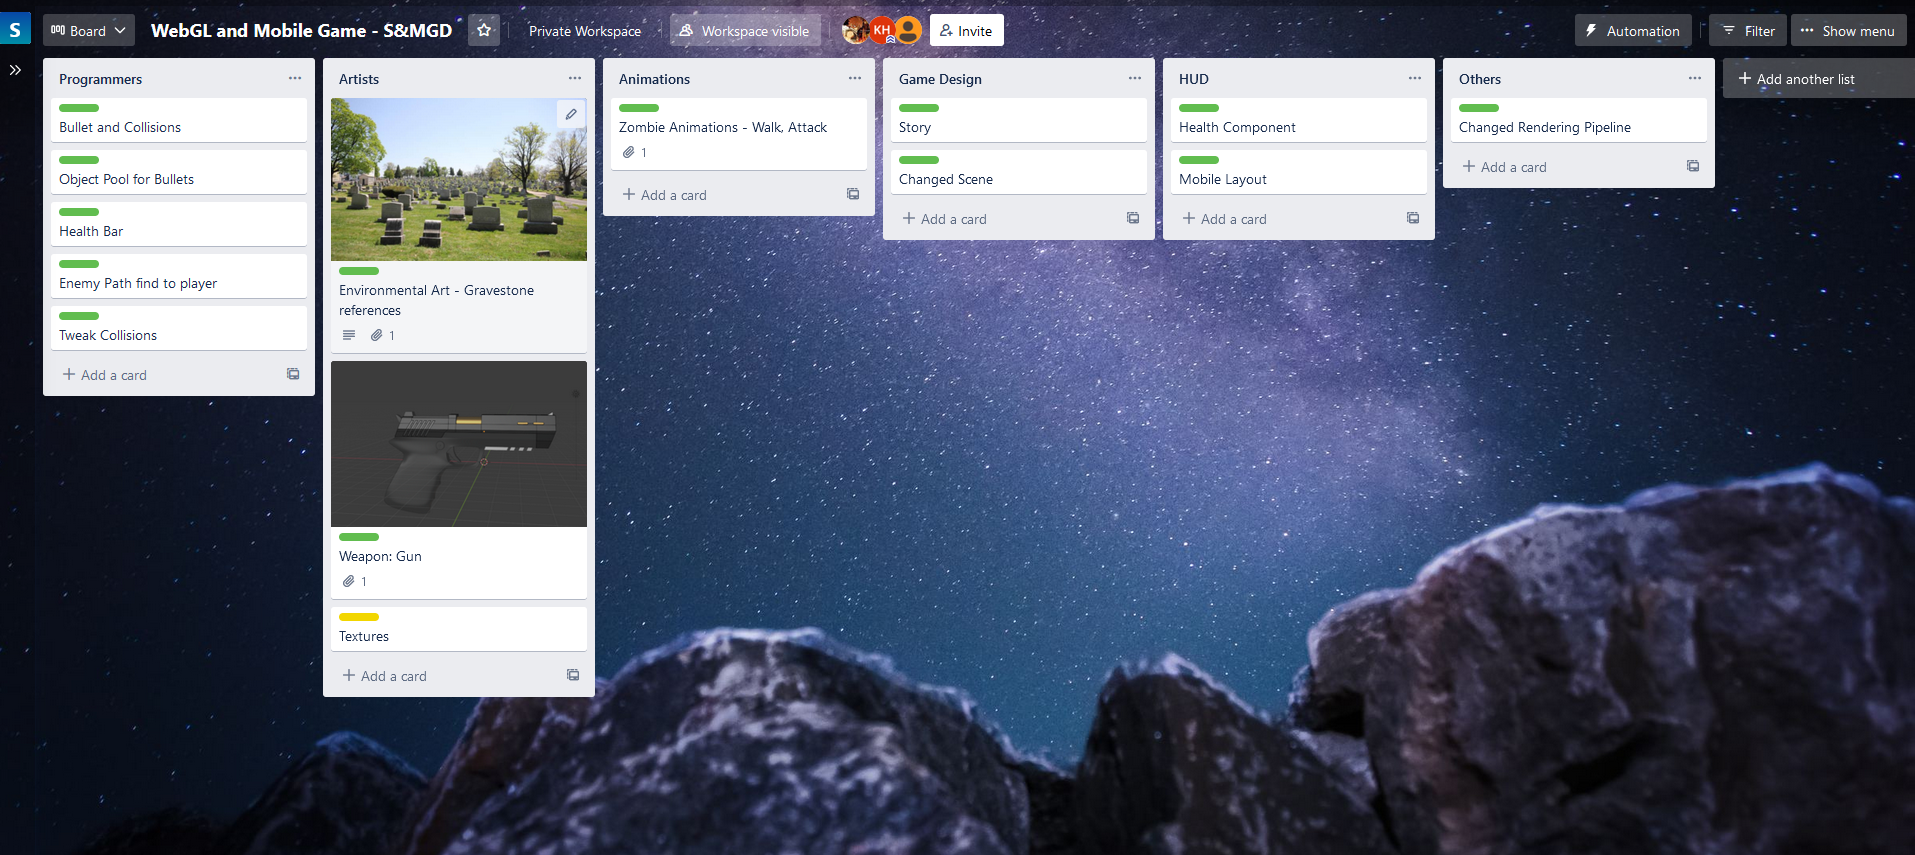 S
Board
WebGL and Mobile Game - S&MGD
Private Workspace
Workspace visible
KH
Invite
Automation
Filter
Show menu
Programmers
Bullet and Collisions
Object Pool for Bullets
Health Bar
Enemy Path find to player
Tweak Collisions
Add a card
Artists
Environmental Art - Gravestone
references
1
Weapon: Gun
1
Textures
Add a card
Animations
Zombie Animations - Walk, Attack
1
Add a card
Game Design
Story
Changed Scene
Add a card
HUD
Health Component
Mobile Layout
Add a card
Others
Changed Rendering Pipeline
Add a card
Add another list